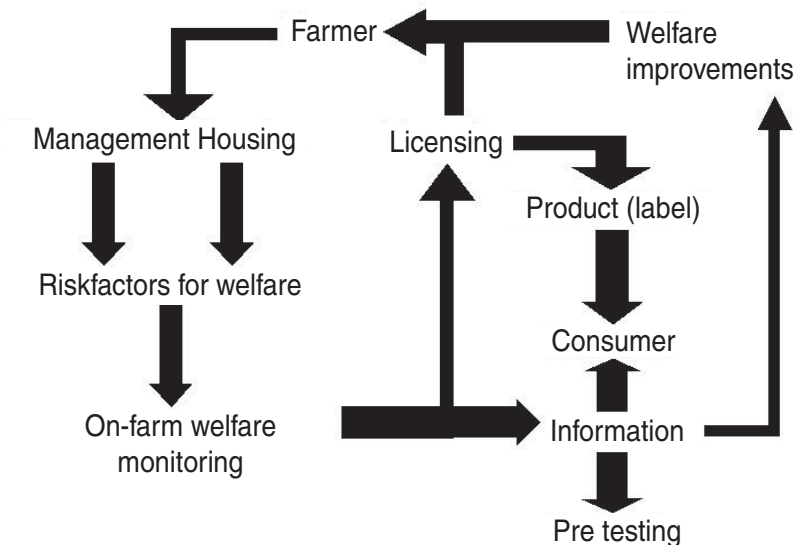 Farmer
Welfare
improvements
Management Housing
Licensing
Product (label)
Riskfactors for welfare
Consumer
On-farm welfare
monitoring
Information
Pre testing